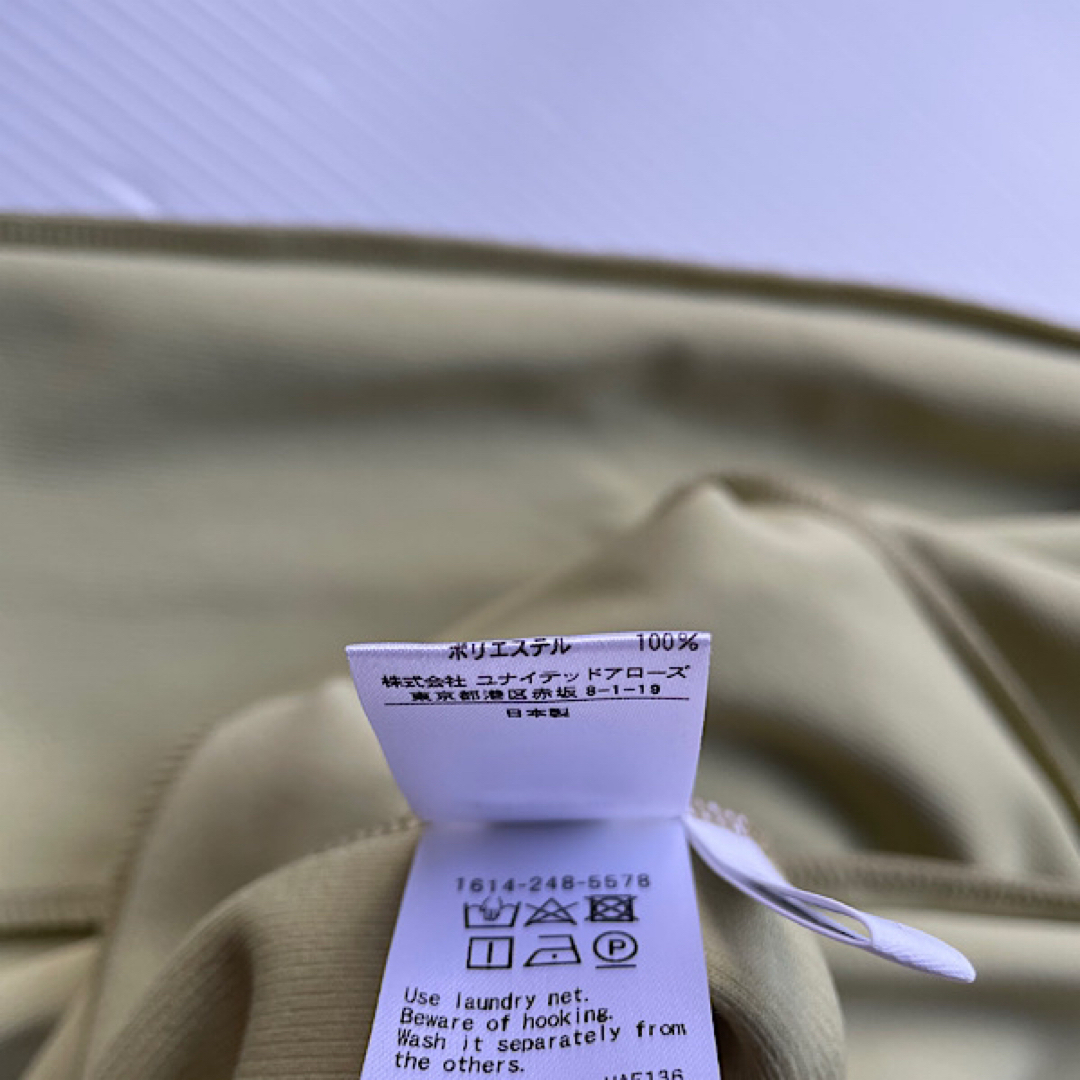 ポリエステル 100%
株式会社 ユナイテッドアローズ
東京都港区赤坂 8-1-19
日本製
1614-248-5578
P
Use laundry net.
Beware of hooking.
Wash it separately from
the others.